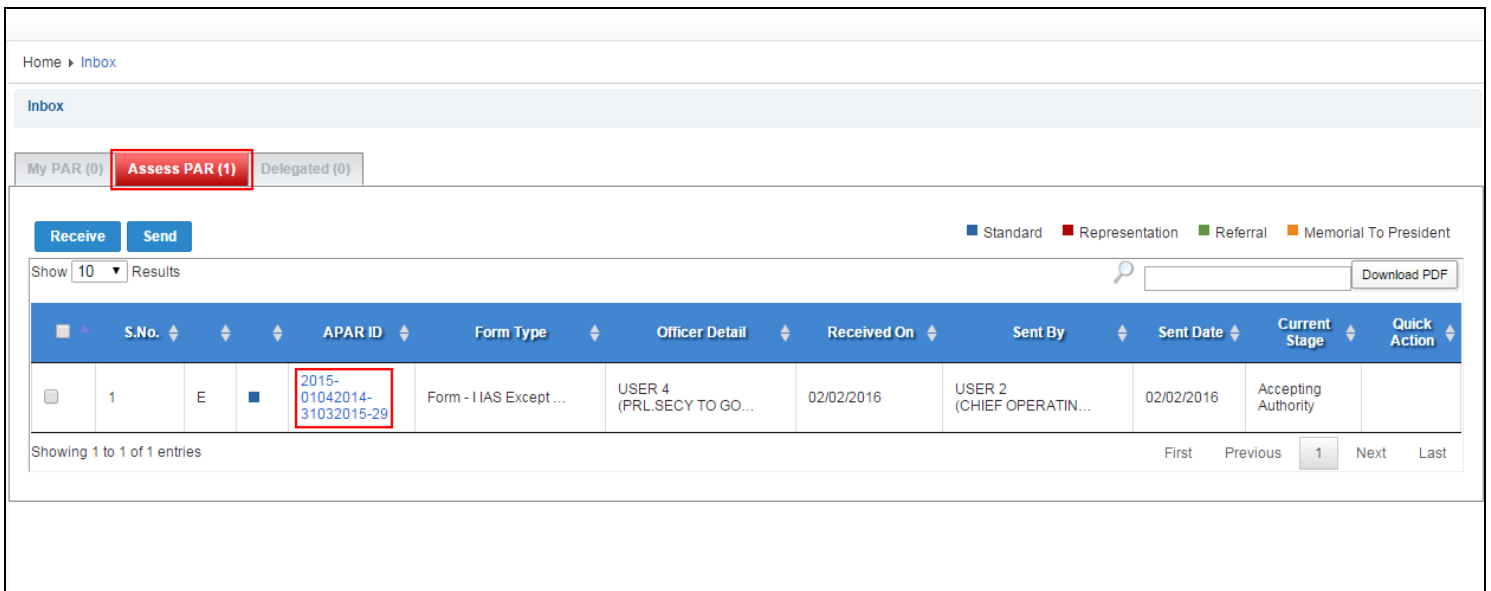 Home Inbox
Inbox
My PAR (0) Assess PAR (1) Delegated (0)
Receive Send Standard Representation Referral Memorial To President
Show 10 Results Download PDF
S.No. APAR ID Form Type Officer Detail Received On Sent By Sent Date Current Stage Quick Action
1 E 2015-01042014-31032015-29 Form - I IAS Except ... USER 4 (PRL.SECY TO GO... 02/02/2016 USER 2 (CHIEF OPERATIN... 02/02/2016 Accepting Authority
Showing 1 to 1 of 1 entries First Previous 1 Next Last